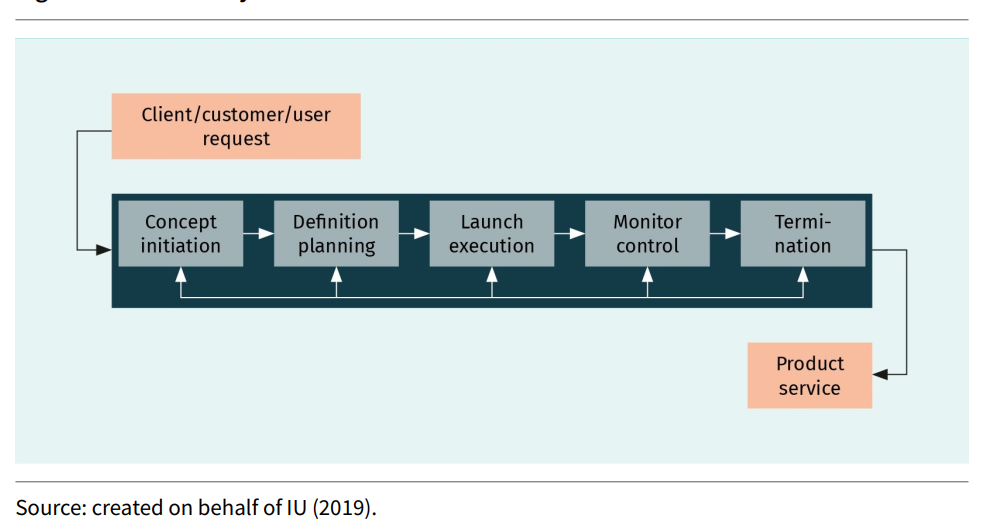 Client/customer/user
request
Concept
initiation
Definition
planning
Launch
execution
Monitor
control
Termi-
nation
Product
service
Source: created on behalf of IU (2019).